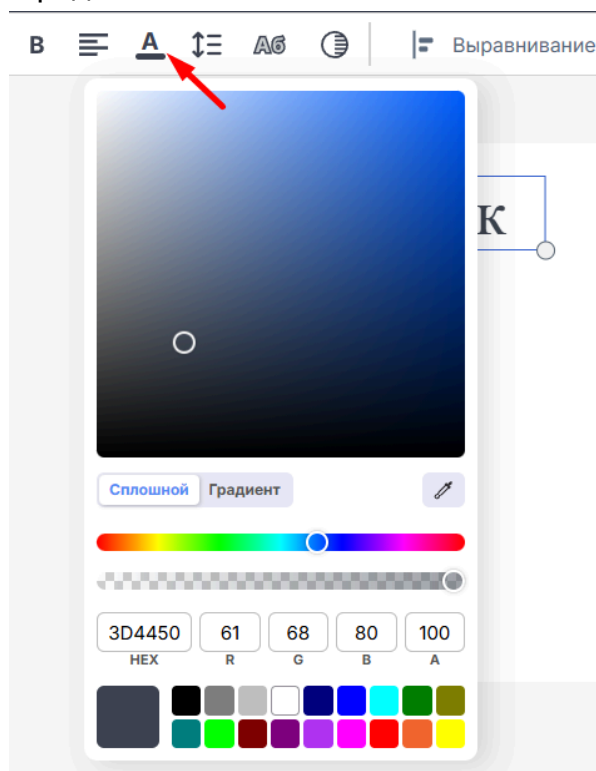 B A Аб Выравнивание
К
Сплошной Градиент
3D4450 61 68 80 100
HEX R G B A